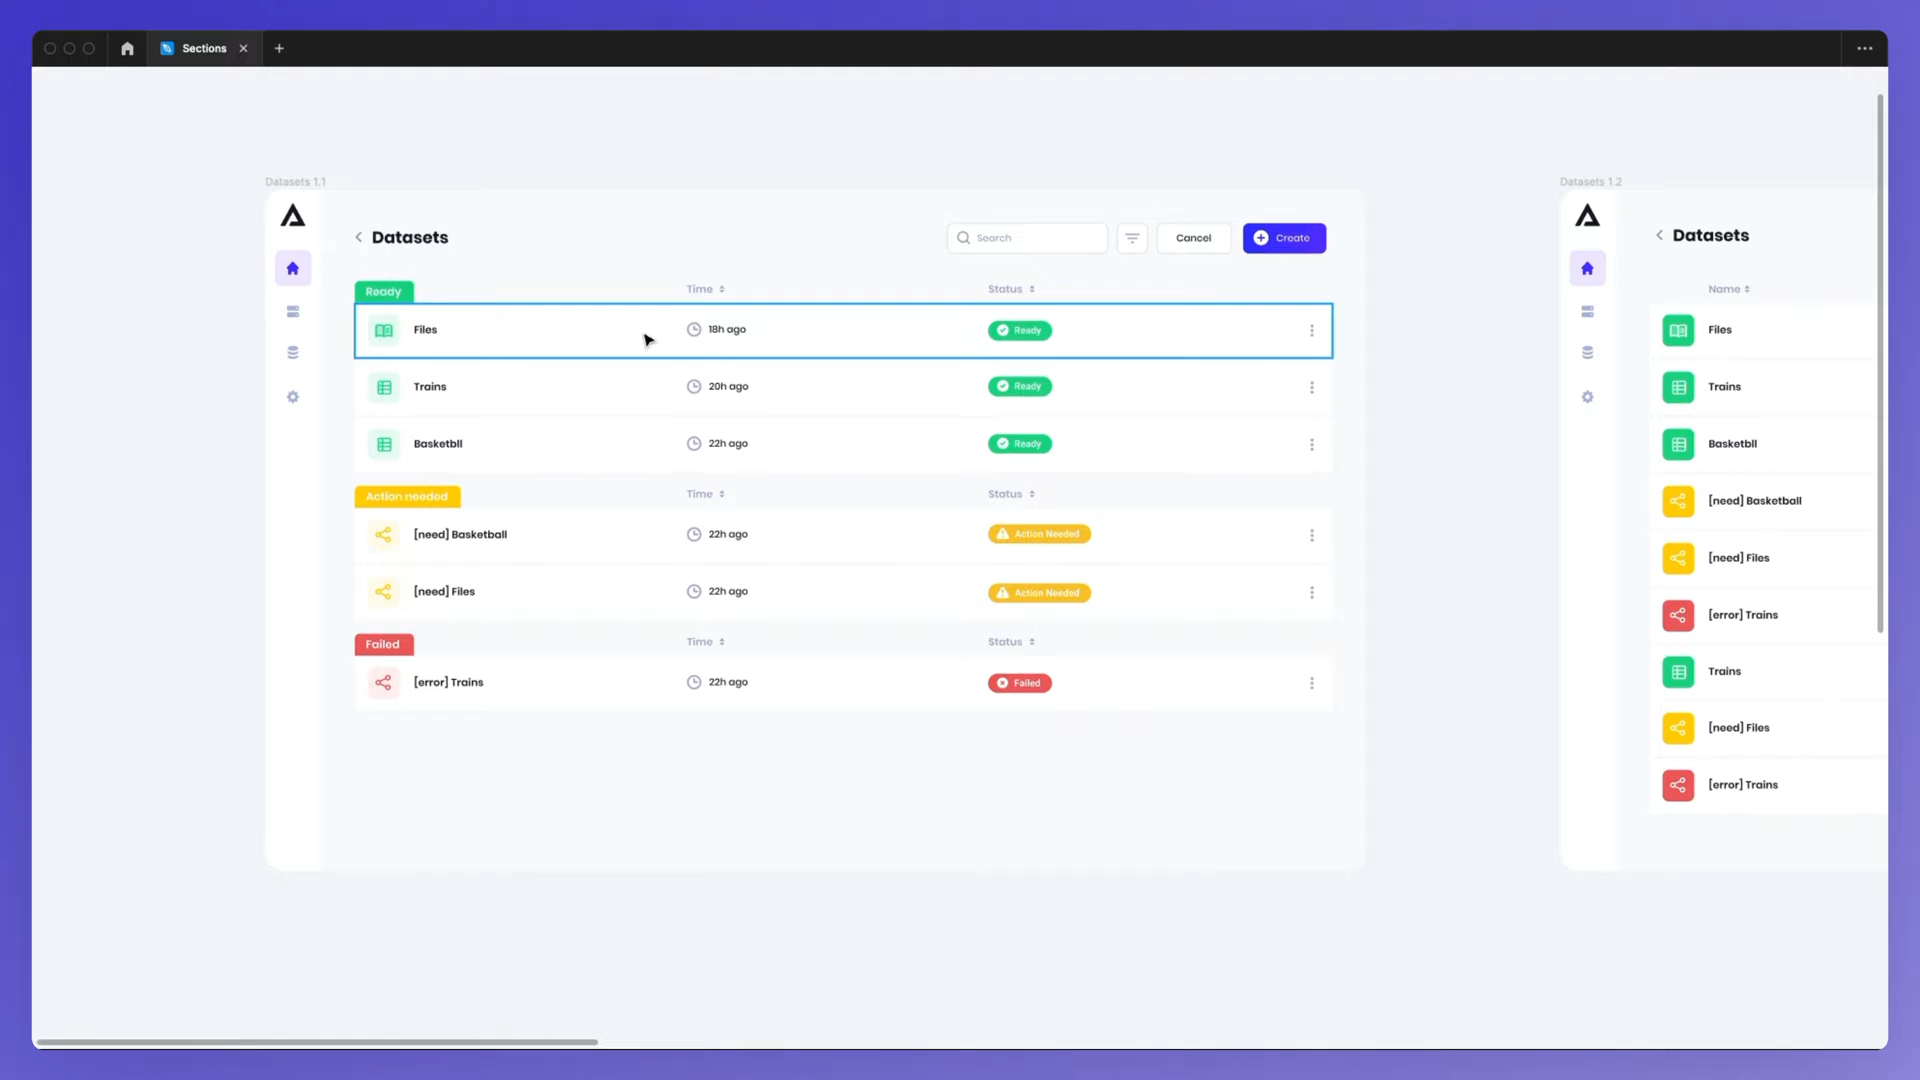 Sections
Datasets 1.1
Datasets
Search
Cancel
Create
Ready
Time
Status
Files
18h ago
Ready
Trains
20h ago
Ready
Basketbll
22h ago
Ready
Action needed
Time
Status
[need] Basketball
22h ago
Action Needed
[need] Files
22h ago
Action Needed
Failed
Time
Status
[error] Trains
22h ago
Failed
Datasets 1.2
Datasets
Name
Files
Trains
Basketbll
[need] Basketball
[need] Files
[error] Trains
Trains
[need] Files
[error] Trains